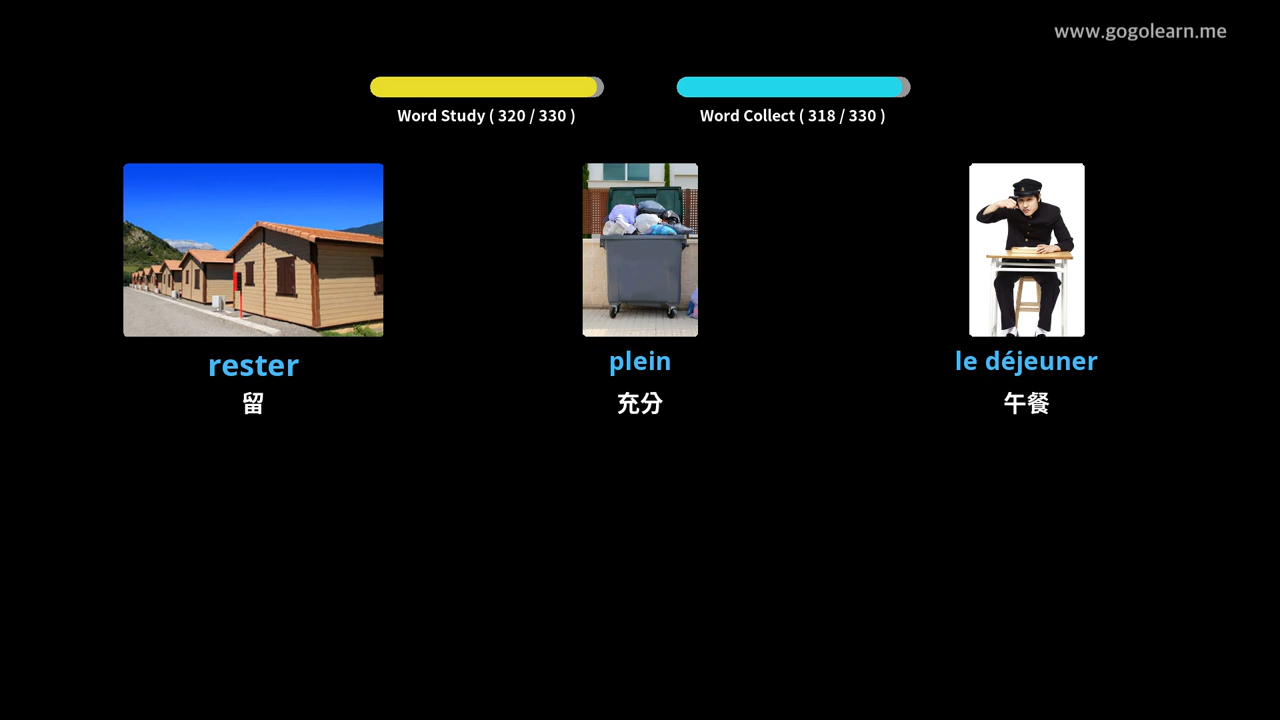 www.gogolearn.me
Word Study ( 320 / 330 )
Word Collect ( 318 / 330 )
rester
plein
le déjeuner
留
充分
午餐